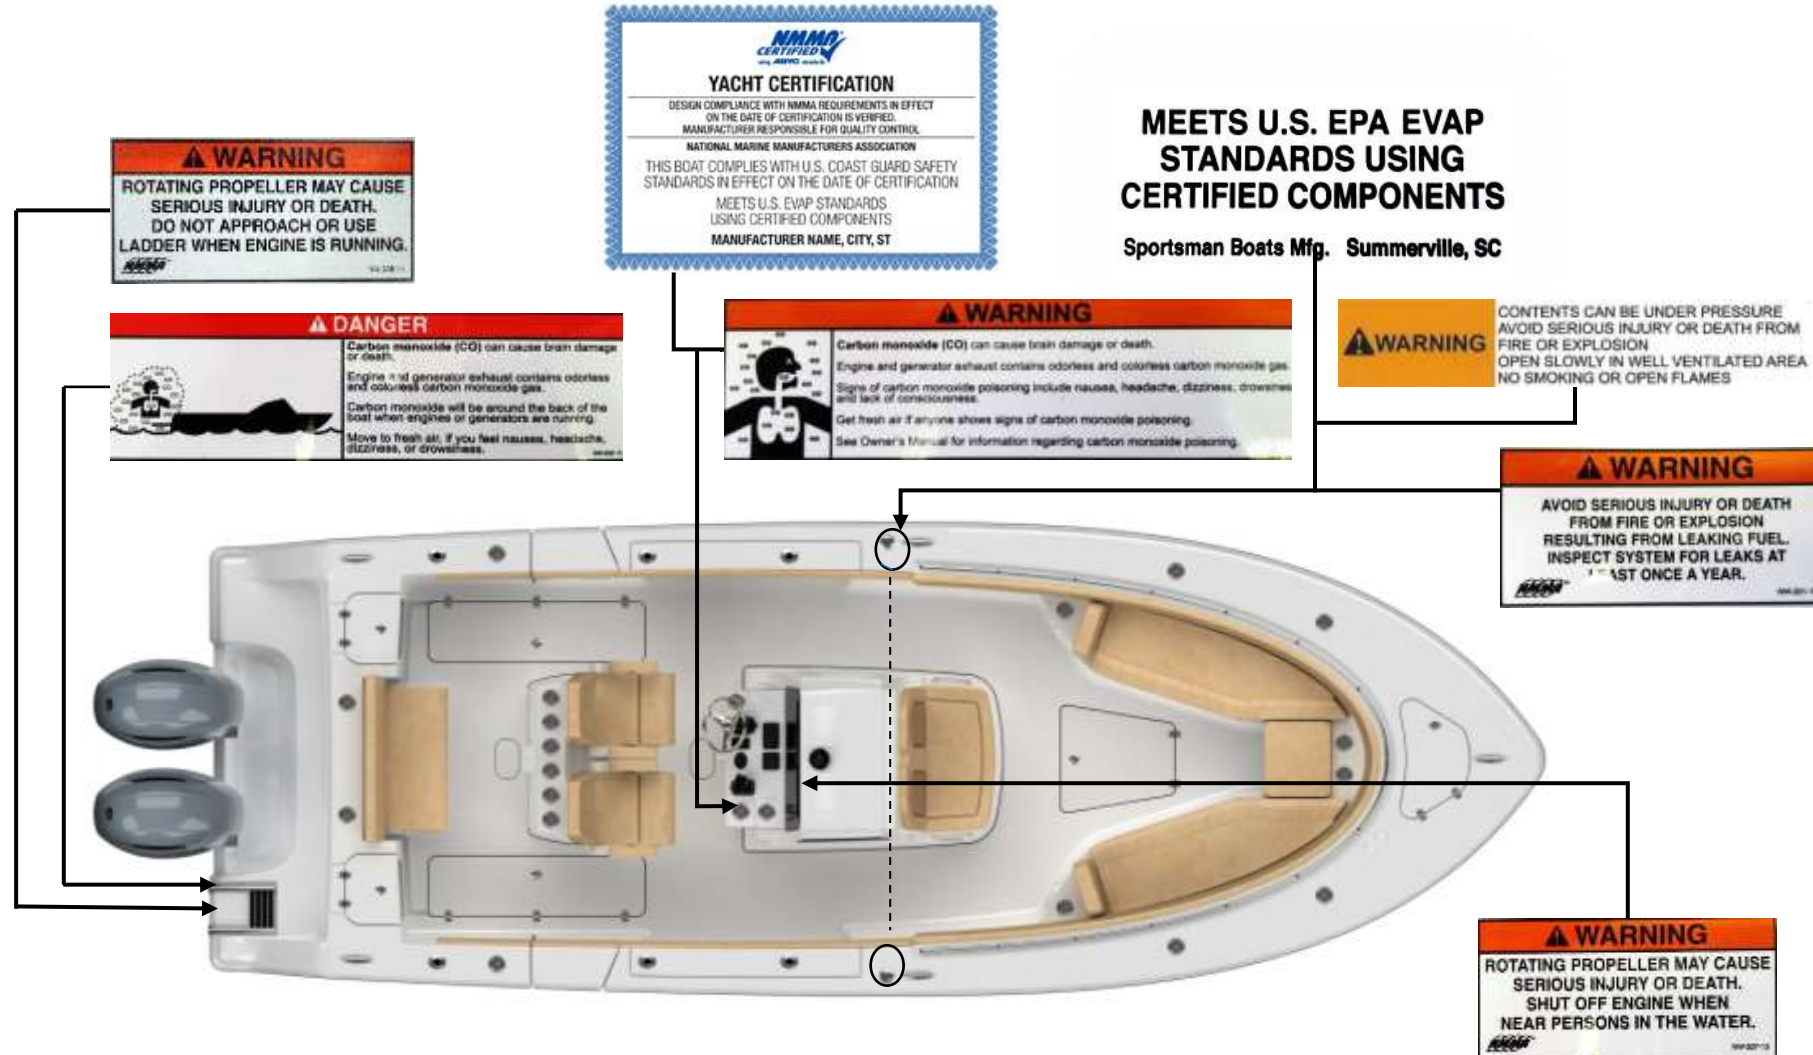 NMMA
CERTIFIED
using ABYC standards
YACHT CERTIFICATION
DESIGN COMPLIANCE WITH NMMA REQUIREMENTS IN EFFECT
ON THE DATE OF CERTIFICATION IS VERIFIED.
MANUFACTURER RESPONSIBLE FOR QUALITY CONTROL
NATIONAL MARINE MANUFACTURERS ASSOCIATION
THIS BOAT COMPLIES WITH U.S. COAST GUARD SAFETY
STANDARDS IN EFFECT ON THE DATE OF CERTIFICATION
MEETS U.S. EVAP STANDARDS
USING CERTIFIED COMPONENTS
MANUFACTURER NAME, CITY, ST
MEETS U.S. EPA EVAP
STANDARDS USING
CERTIFIED COMPONENTS
Sportsman Boats Mfg. Summerville, SC
WARNING
ROTATING PROPELLER MAY CAUSE
SERIOUS INJURY OR DEATH.
DO NOT APPROACH OR USE
LADDER WHEN ENGINE IS RUNNING.
NMMA
DANGER
Carbon monoxide (CO) can cause brain damage
or death.
Engine and generator exhaust contains odorless
and colorless carbon monoxide gas.
Carbon monoxide will be around the back of the
boat when engines or generators are running.
Move to fresh air, if you feel nausea, headache,
dizziness, or drowsiness.
WARNING
Carbon monoxide (CO) can cause brain damage or death.
Engine and generator exhaust contains odorless and colorless carbon monoxide gas.
Signs of carbon monoxide poisoning include nausea, headache, dizziness, drowsines
and lack of consciousness.
Get fresh air if anyone shows signs of carbon monoxide poisoning.
See Owner's Manual for information regarding carbon monoxide poisoning.
WARNING
CONTENTS CAN BE UNDER PRESSURE
AVOID SERIOUS INJURY OR DEATH FROM
FIRE OR EXPLOSION
OPEN SLOWLY IN WELL VENTILATED AREA
NO SMOKING OR OPEN FLAMES
WARNING
AVOID SERIOUS INJURY OR DEATH
FROM FIRE OR EXPLOSION
RESULTING FROM LEAKING FUEL.
INSPECT SYSTEM FOR LEAKS AT
LEAST ONCE A YEAR.
NMMA
WARNING
ROTATING PROPELLER MAY CAUSE
SERIOUS INJURY OR DEATH.
SHUT OFF ENGINE WHEN
NEAR PERSONS IN THE WATER.
NMMA